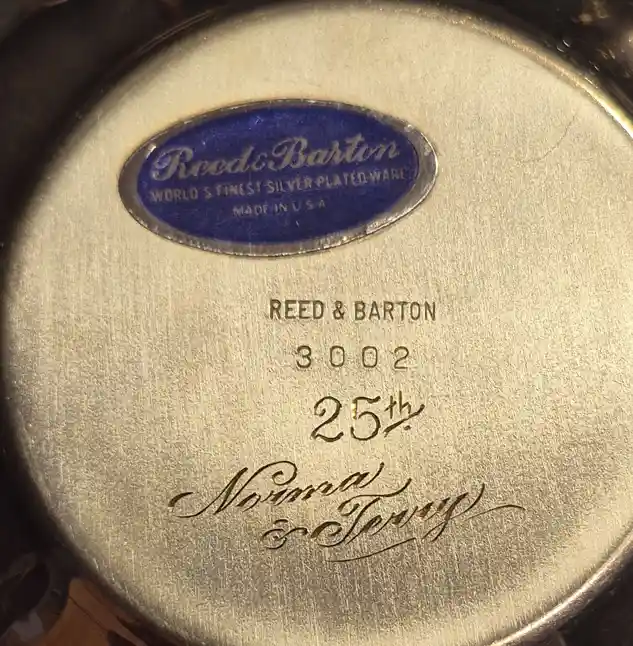 Reed & Barton
WORLD'S FINEST SILVER-PLATED WARE
MADE IN U.S.A.
REED & BARTON
3002
25th
Norma
& Terry